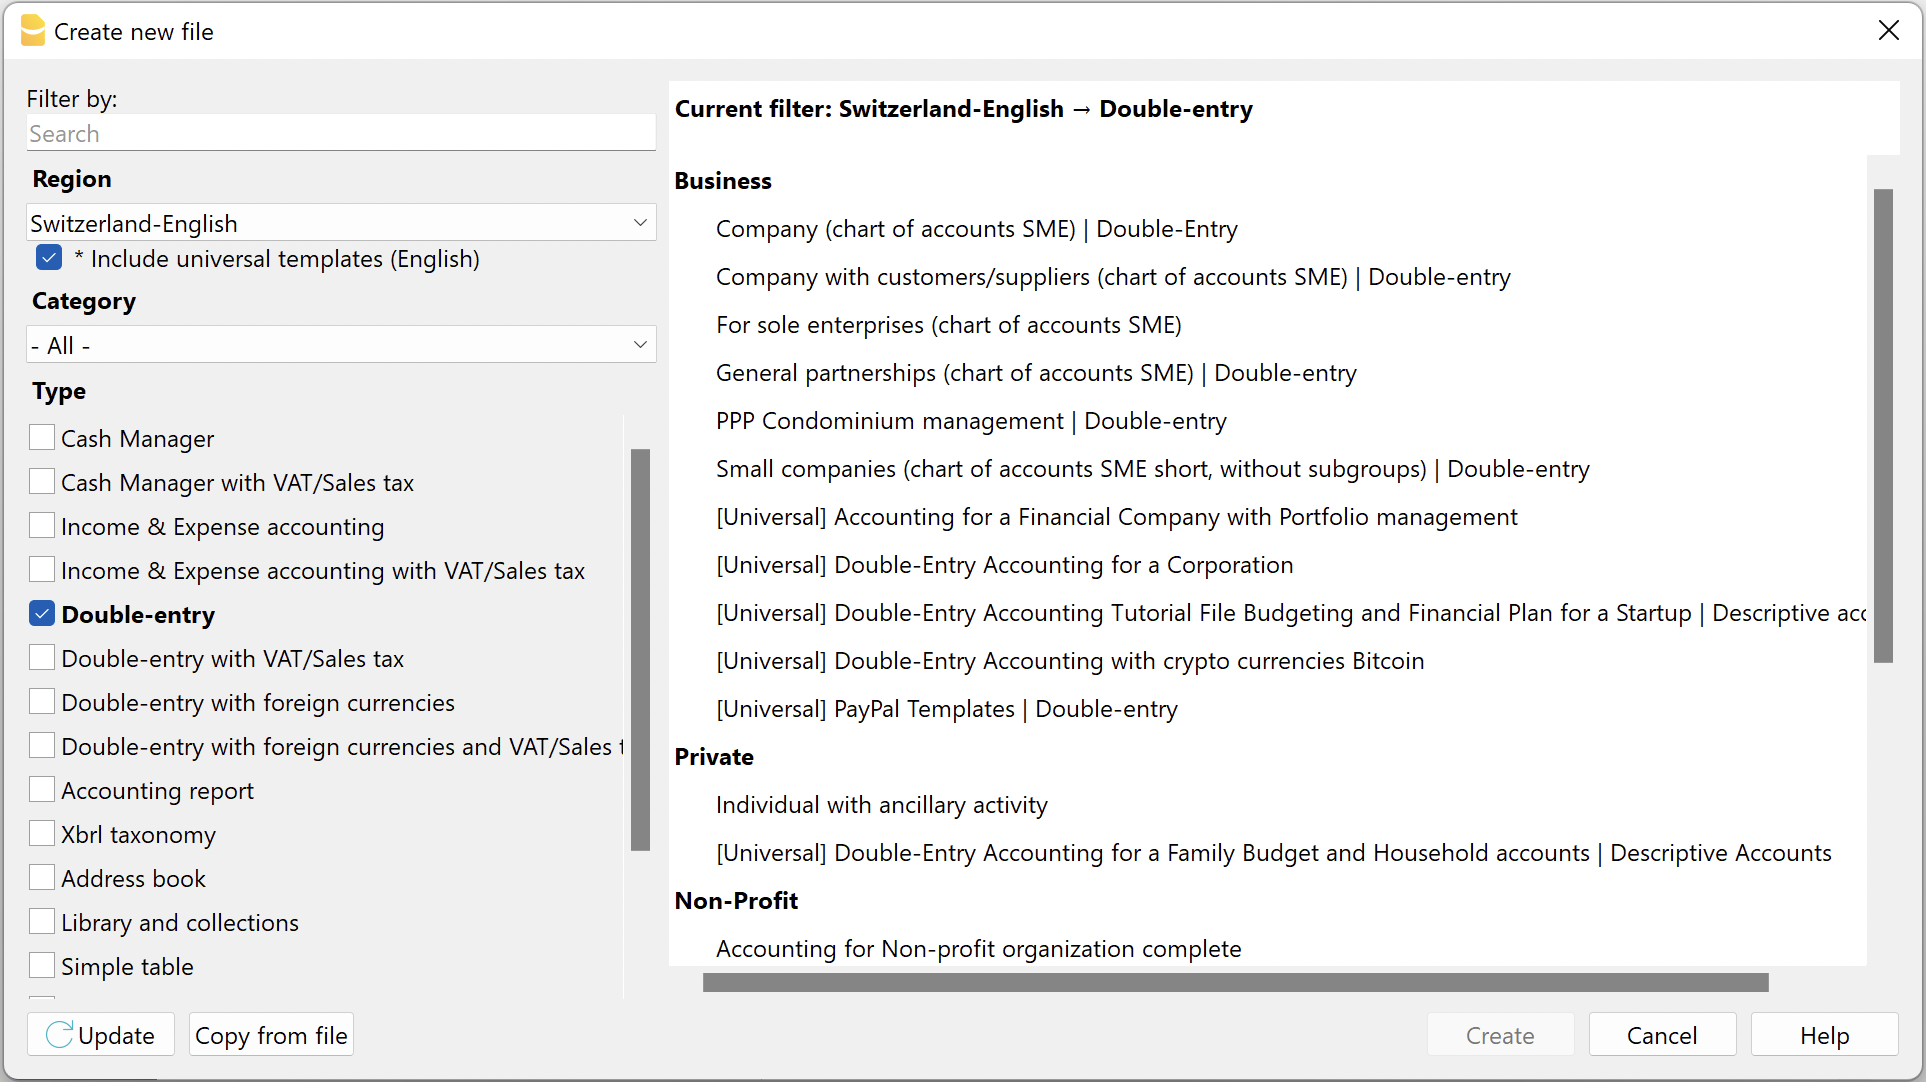 Create new file
Filter by:
Search
Region
Switzerland-English
* Include universal templates (English)
Category
- All -
Type
Cash Manager
Cash Manager with VAT/Sales tax
Income & Expense accounting
Income & Expense accounting with VAT/Sales tax
Double-entry
Double-entry with VAT/Sales tax
Double-entry with foreign currencies
Double-entry with foreign currencies and VAT/Sales
Accounting report
Xbrl taxonomy
Address book
Library and collections
Simple table
Update
Copy from file
Current filter: Switzerland-English → Double-entry
Business
Company (chart of accounts SME) | Double-Entry
Company with customers/suppliers (chart of accounts SME) | Double-entry
For sole enterprises (chart of accounts SME)
General partnerships (chart of accounts SME) | Double-entry
PPP Condominium management | Double-entry
Small companies (chart of accounts SME short, without subgroups) | Double-entry
[Universal] Accounting for a Financial Company with Portfolio management
[Universal] Double-Entry Accounting for a Corporation
[Universal] Double-Entry Accounting Tutorial File Budgeting and Financial Plan for a Startup | Descriptive
[Universal] Double-Entry Accounting with crypto currencies Bitcoin
[Universal] PayPal Templates | Double-entry
Private
Individual with ancillary activity
[Universal] Double-Entry Accounting for a Family Budget and Household accounts | Descriptive Accounts
Non-Profit
Accounting for Non-profit organization complete
Create
Cancel
Help